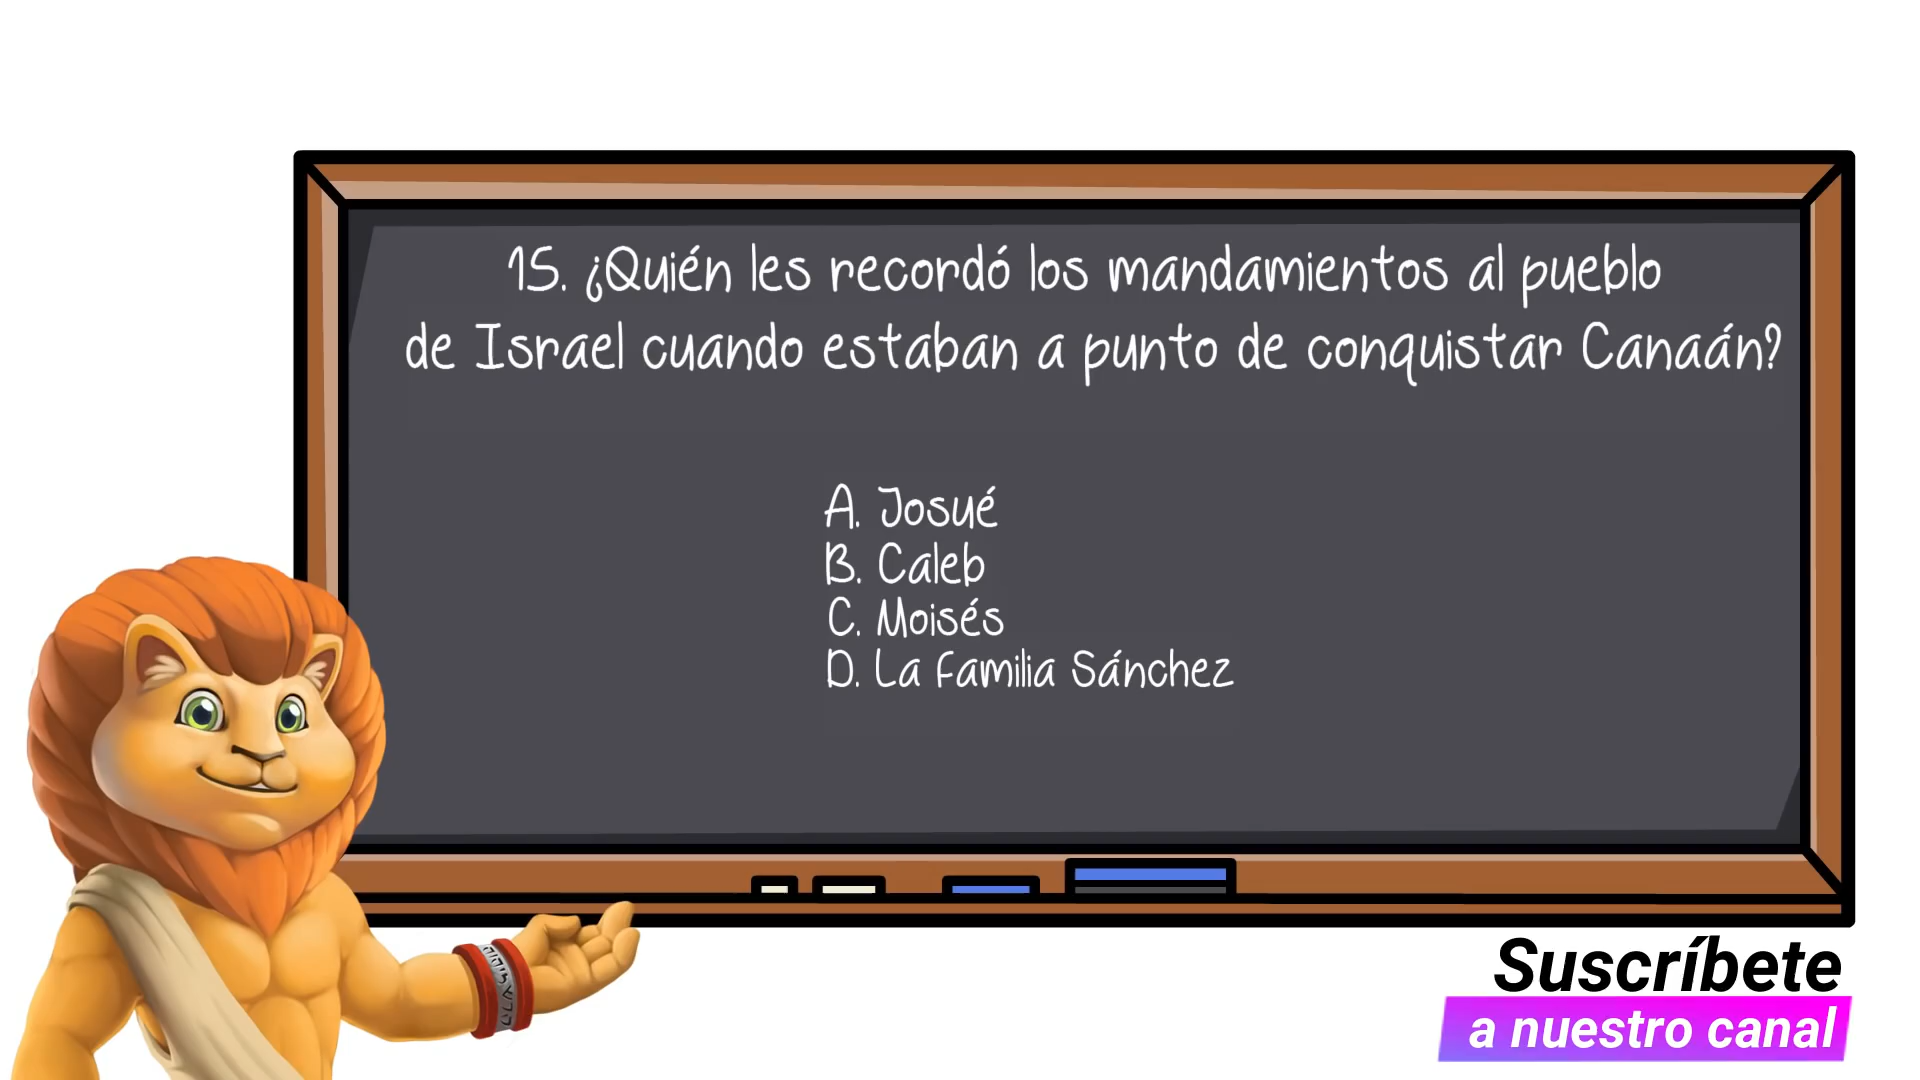 15. ¿Quién les recordó los mandamientos al pueblo
de Israel cuando estaban a punto de conquistar Canaán?
A. Josué
B. Caleb
C. Moisés
D. La familia Sánchez
Suscríbete
a nuestro canal